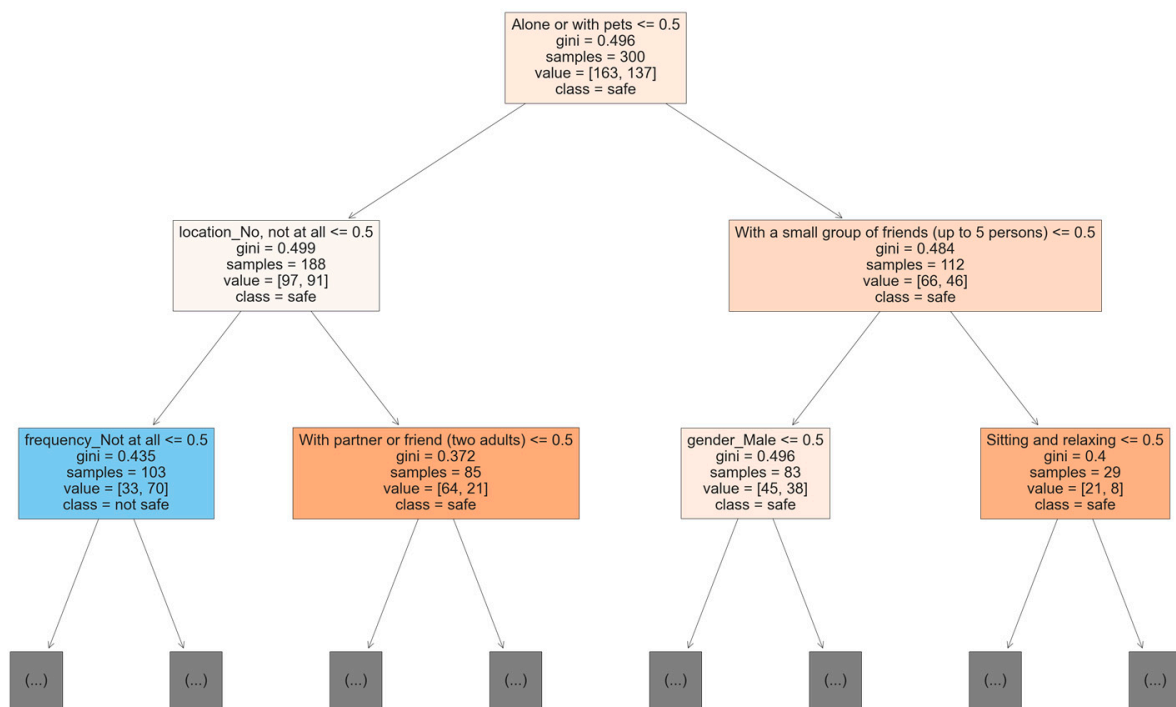 Alone or with pets <= 0.5
gini = 0.496
samples = 300
value = [163, 137]
class = safe
location_No, not at all <= 0.5
gini = 0.499
samples = 188
value = [97, 91]
class = safe
With a small group of friends (up to 5 persons) <= 0.5
gini = 0.484
samples = 112
value = [66, 46]
class = safe
frequency_Not at all <= 0.5
gini = 0.435
samples = 103
value = [33, 70]
class = not safe
With partner or friend (two adults) <= 0.5
gini = 0.372
samples = 85
value = [64, 21]
class = safe
gender_Male <= 0.5
gini = 0.496
samples = 83
value = [45, 38]
class = safe
Sitting and relaxing <= 0.5
gini = 0.4
samples = 29
value = [21, 8]
class = safe
(...)
(...)
(...)
(...)
(...)
(...)
(...)
(...)